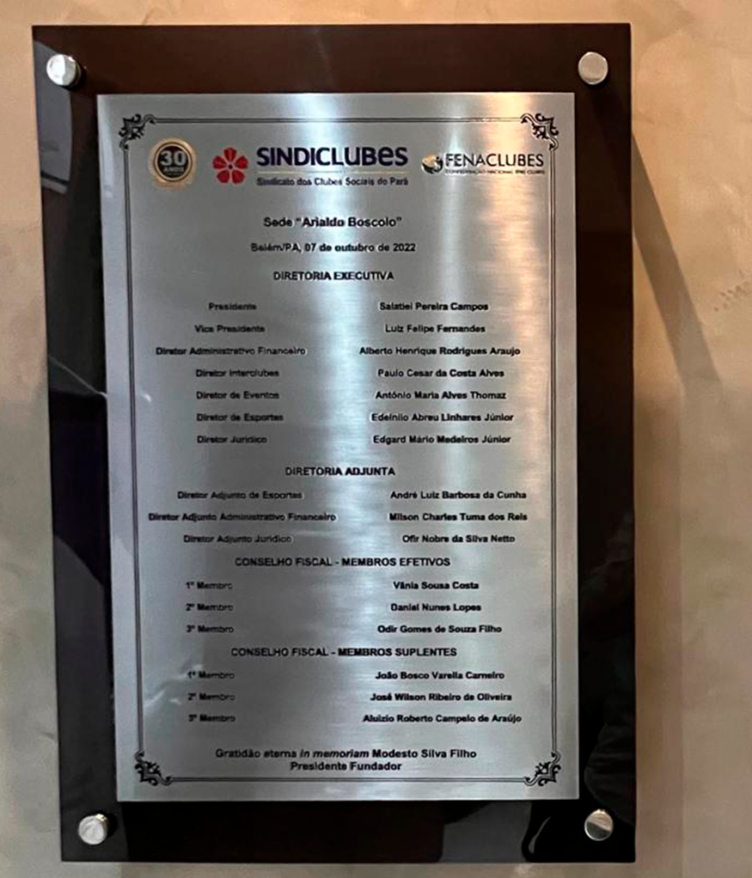 30
ANOS
SINDICLUBES
Sindicato dos Clubes Sociais do Pará
FENACLUBES
CONFEDERAÇÃO NACIONAL DOS CLUBES
Sede "Arialdo Boscolo"
Belém/PA, 07 de outubro de 2022
DIRETORIA EXECUTIVA
Presidente Salatiel Pereira Campos
Vice Presidente Luiz Felipe Fernandes
Diretor Administrativo Financeiro Alberto Henrique Rodrigues Araujo
Diretor Interclubes Paulo Cesar da Costa Alves
Diretor de Eventos Antônio Maria Alves Thomaz
Diretor de Esportes Edelnilo Abreu Linhares Júnior
Diretor Jurídico Edgard Mário Medeiros Júnior
DIRETORIA ADJUNTA
Diretor Adjunto de Esportes André Luiz Barbosa da Cunha
Diretor Adjunto Administrativo Financeiro Milson Charles Tuma dos Reis
Diretor Adjunto Jurídico Ofir Nobre da Silva Netto
CONSELHO FISCAL - MEMBROS EFETIVOS
1º Membro Vânia Sousa Costa
2º Membro Daniel Nunes Lopes
3º Membro Odir Gomes de Souza Filho
CONSELHO FISCAL - MEMBROS SUPLENTES
1º Membro João Bosco Varella Carneiro
2º Membro José Wilson Ribeiro de Oliveira
3º Membro Aluizio Roberto Campelo de Araújo
Gratidão eterna in memoriam Modesto Silva Filho
Presidente Fundador